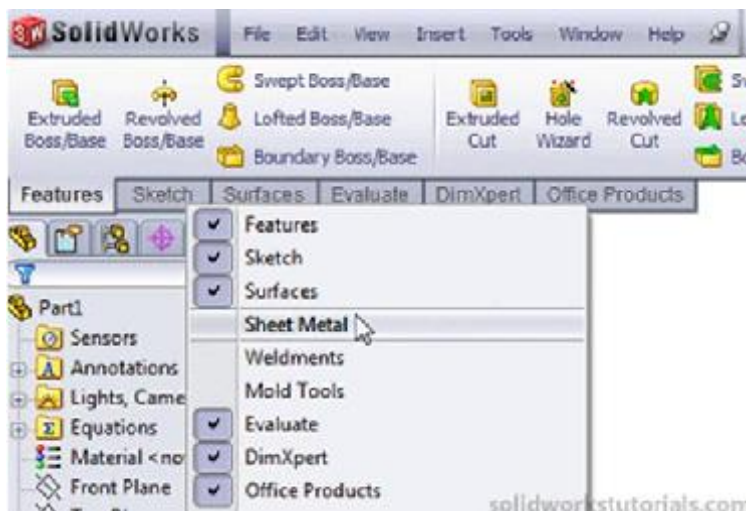 SolidWorks File Edit View Insert Tools Window Help
Extruded Boss/Base
Revolved Boss/Base
Swept Boss/Base
Lofted Boss/Base
Boundary Boss/Base
Extruded Cut
Hole Wizard
Revolved Cut
Features Sketch Surfaces Evaluate DimXpert Office Products
Features
Sketch
Surfaces
Sheet Metal
Weldments
Mold Tools
Evaluate
DimXpert
Office Products
Part1
Sensors
Annotations
Lights, Came
Equations
Material <no
Front Plane
solidworkstutorials.com